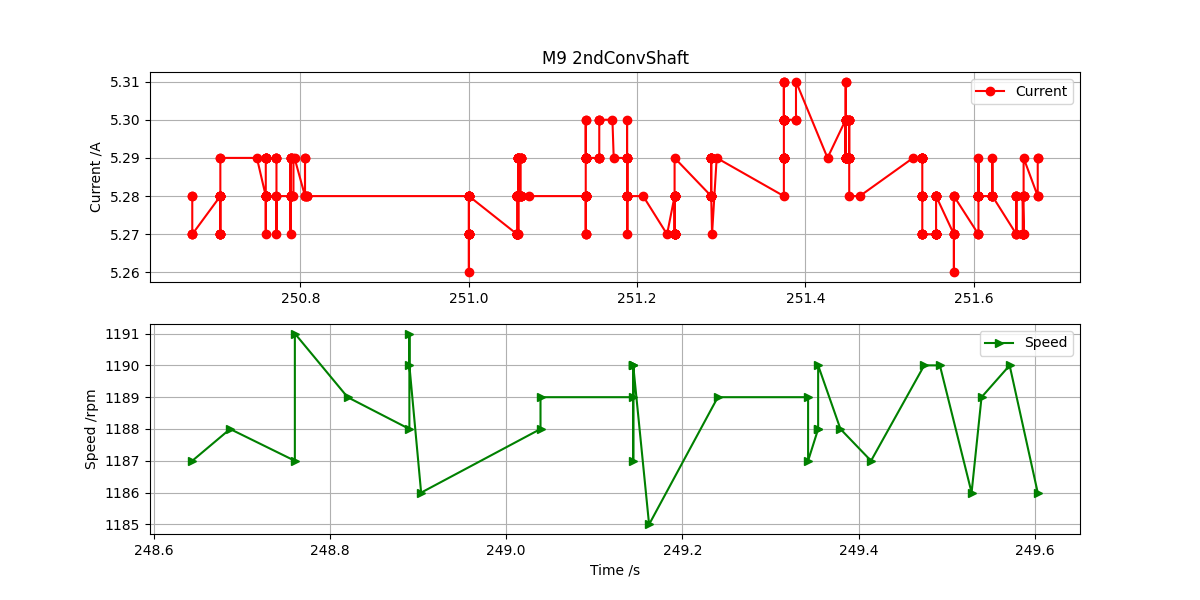 M9 2ndConvShaft
5.31
5.30
5.29
5.28
5.27
5.26
Current /A
Current
250.8 251.0 251.2 251.4 251.6
1191
1190
1189
1188
1187
1186
1185
Speed /rpm
Speed
248.6 248.8 249.0 249.2 249.4 249.6
Time /s